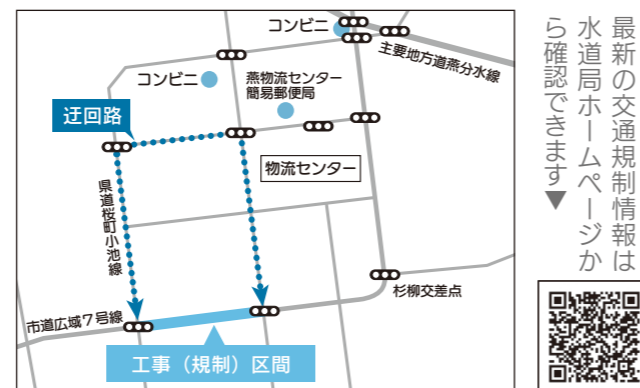 コンビニ
主要地方道燕分水線
コンビニ
燕物流センター
簡易郵便局
迂回路
物流センター
県道桜町小池線
杉柳交差点
市道広域7号線
工事（規制）区間
最新の交通規制情報は
水道局ホームページか
ら確認できます▼